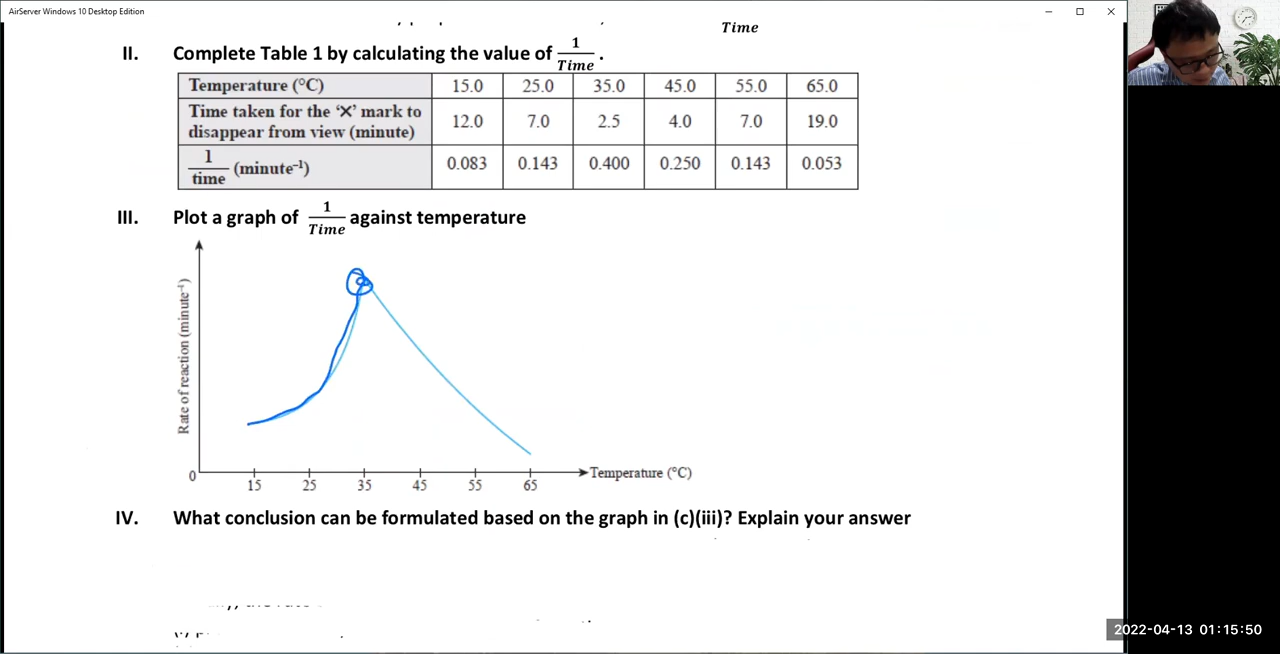 AirServer Windows 10 Desktop Edition
Time
II. Complete Table 1 by calculating the value of 1/Time .
Temperature (°C) 15.0 25.0 35.0 45.0 55.0 65.0
Time taken for the ‘X’ mark to disappear from view (minute) 12.0 7.0 2.5 4.0 7.0 19.0
1/time (minute⁻¹) 0.083 0.143 0.400 0.250 0.143 0.053
III. Plot a graph of 1/Time against temperature
Rate of reaction (minute⁻¹)
0
15 25 35 45 55 65
Temperature (°C)
IV. What conclusion can be formulated based on the graph in (c)(iii)? Explain your answer
2022-04-13 01:15:50